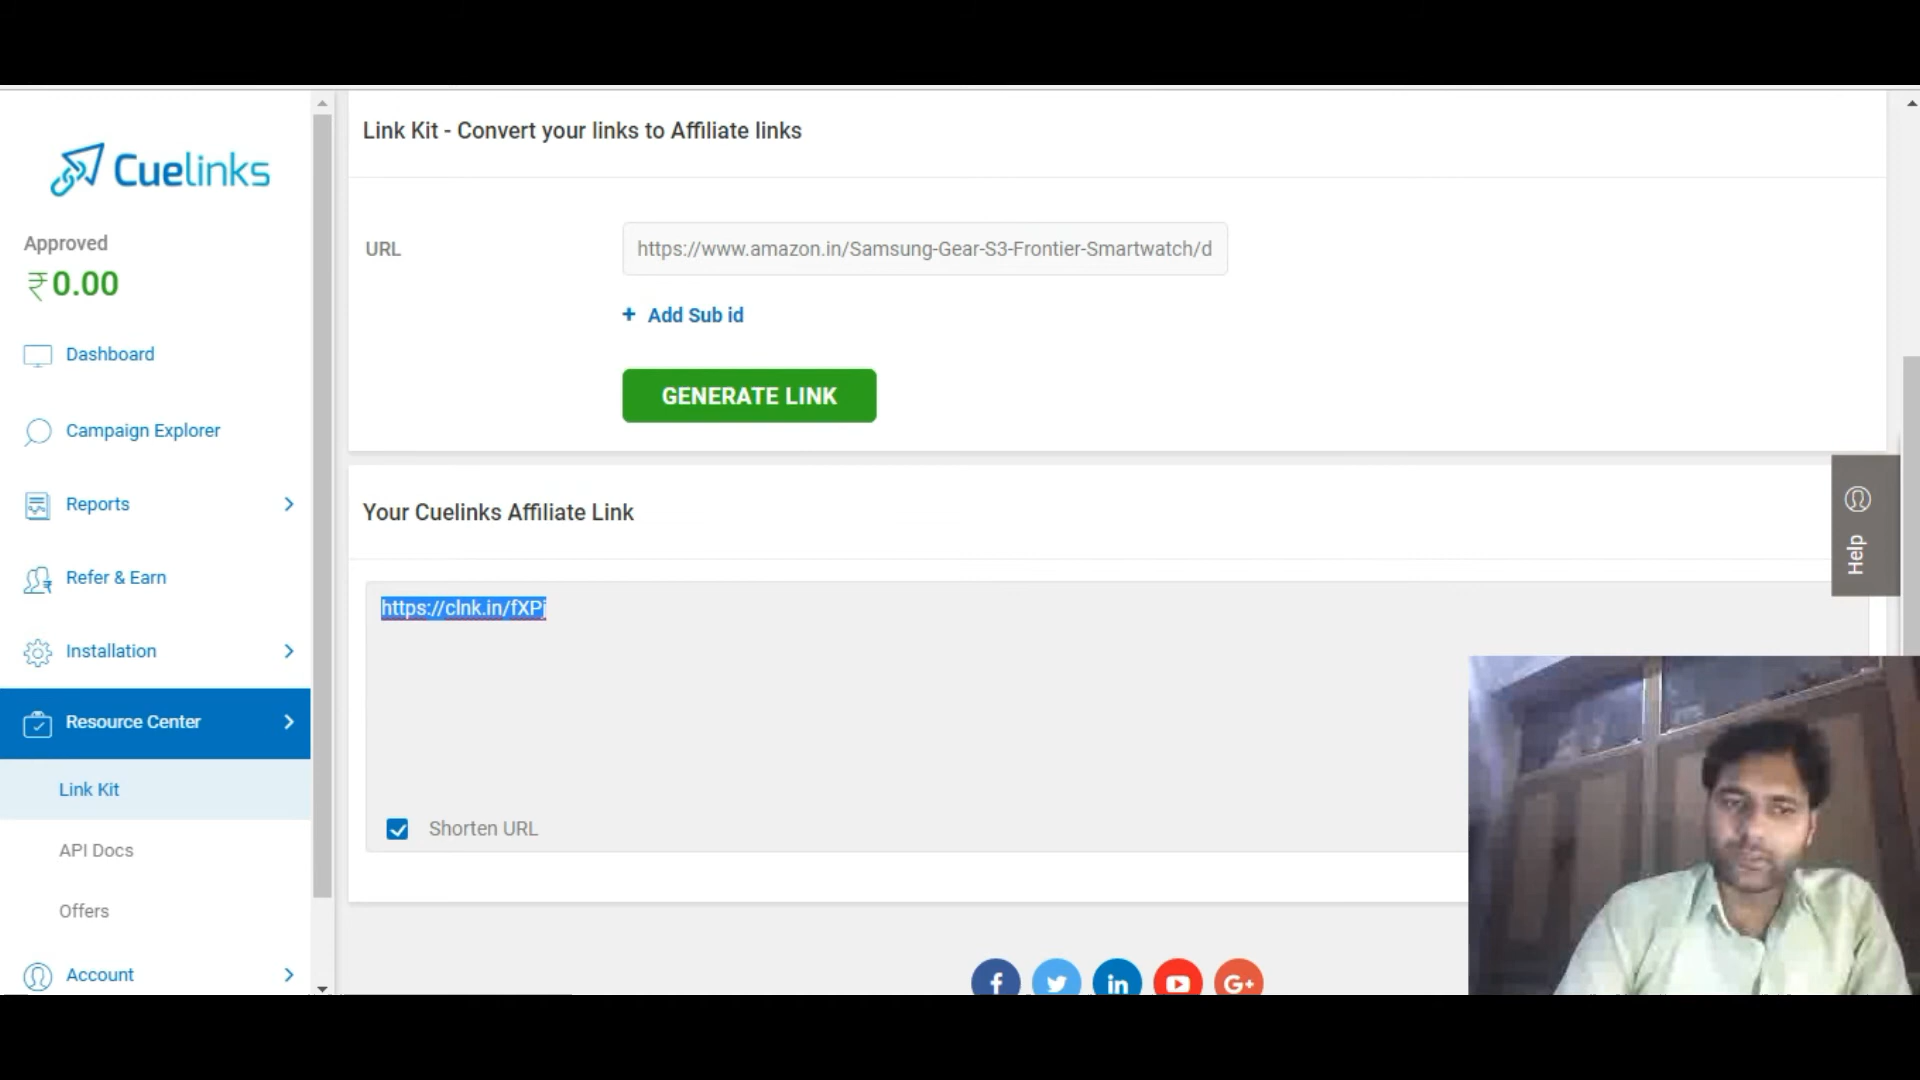 Cuelinks
Approved
₹0.00
Dashboard
Campaign Explorer
Reports
Refer & Earn
Installation
Resource Center
Link Kit
API Docs
Offers
Account
Link Kit - Convert your links to Affiliate links
URL
https://www.amazon.in/Samsung-Gear-S3-Frontier-Smartwatch/d
+ Add Sub id
GENERATE LINK
Your Cuelinks Affiliate Link
https://clnk.in/fXPj
Shorten URL
Help
f
in
G+